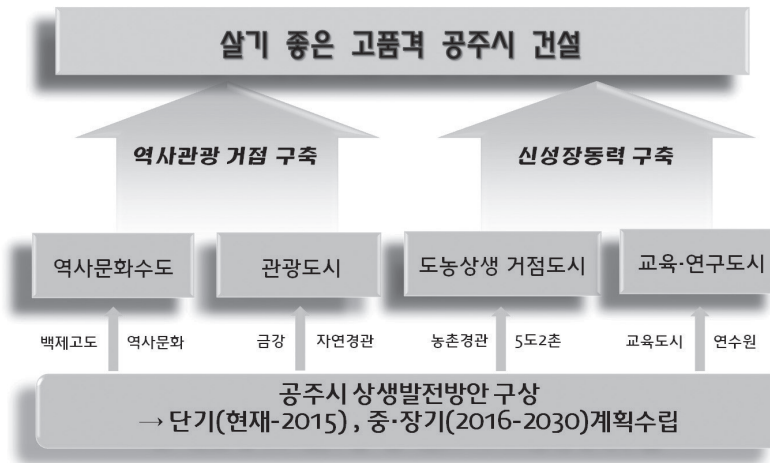 살기 좋은 고품격 공주시 건설
역사관광 거점 구축 신성장동력 구축
역사문화수도 관광도시 도농상생 거점도시 교육·연구도시
백제고도 역사문화 금강 자연경관 농촌경관 5도2촌 교육도시 연수원
공주시 상생발전방안 구상
→ 단기(현재-2015) , 중·장기(2016-2030)계획수립